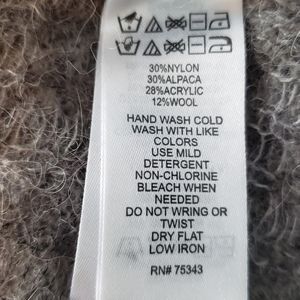 30%NYLON
30%ALPACA
28%ACRYLIC
12%WOOL
HAND WASH COLD
WASH WITH LIKE
COLORS
USE MILD
DETERGENT
NON-CHLORINE
BLEACH WHEN
NEEDED
DO NOT WRING OR
TWIST
DRY FLAT
LOW IRON
RN# 75343